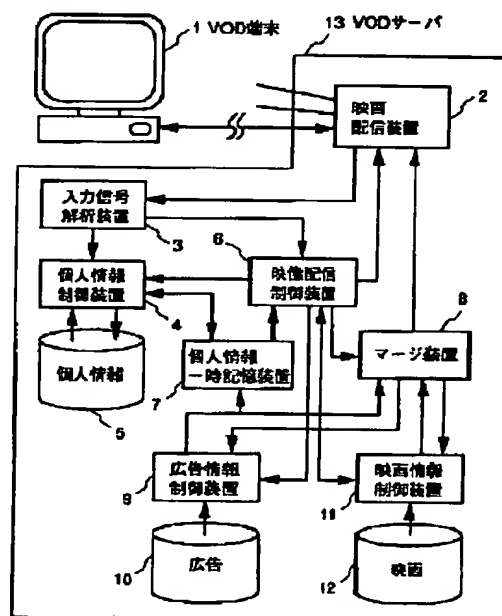 1 VOD端末
13 VODサーバ
映画
配信装置
2
入力信号
解析装置
3
6
個人情報
制御装置
4
映像配信
制御装置
8
マージ装置
個人情報
一時記憶装置
7
個人情報
5
広告情報
制御装置
9
映画情報
制御装置
11
広告
10
映画
12